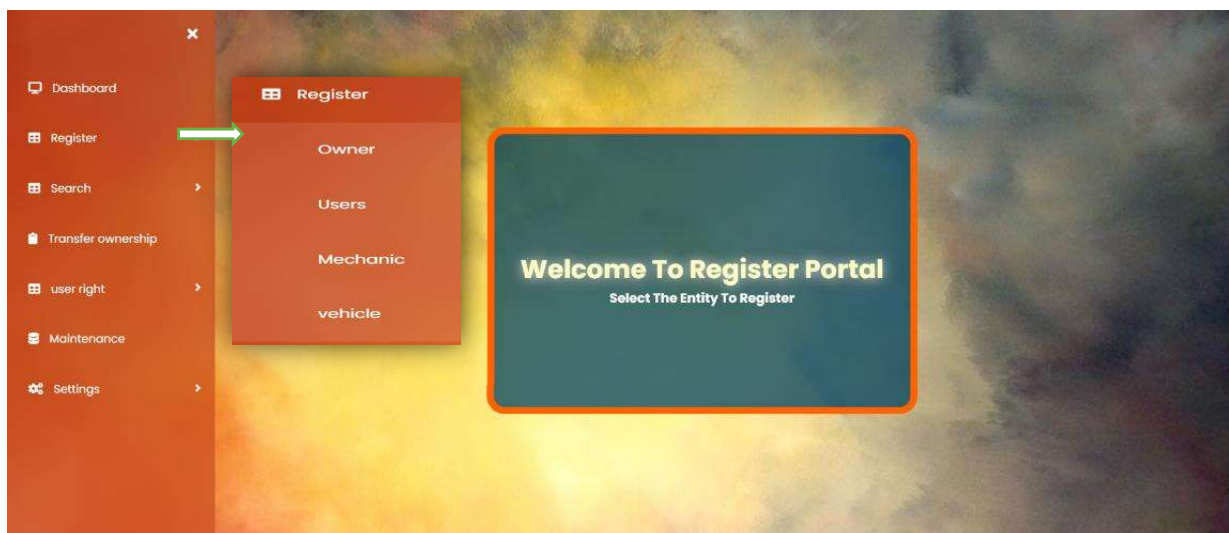 Dashboard
Register
Search
Transfer ownership
user right
Maintenance
Settings
Register
Owner
Users
Mechanic
vehicle
Welcome To Register Portal
Select The Entity To Register